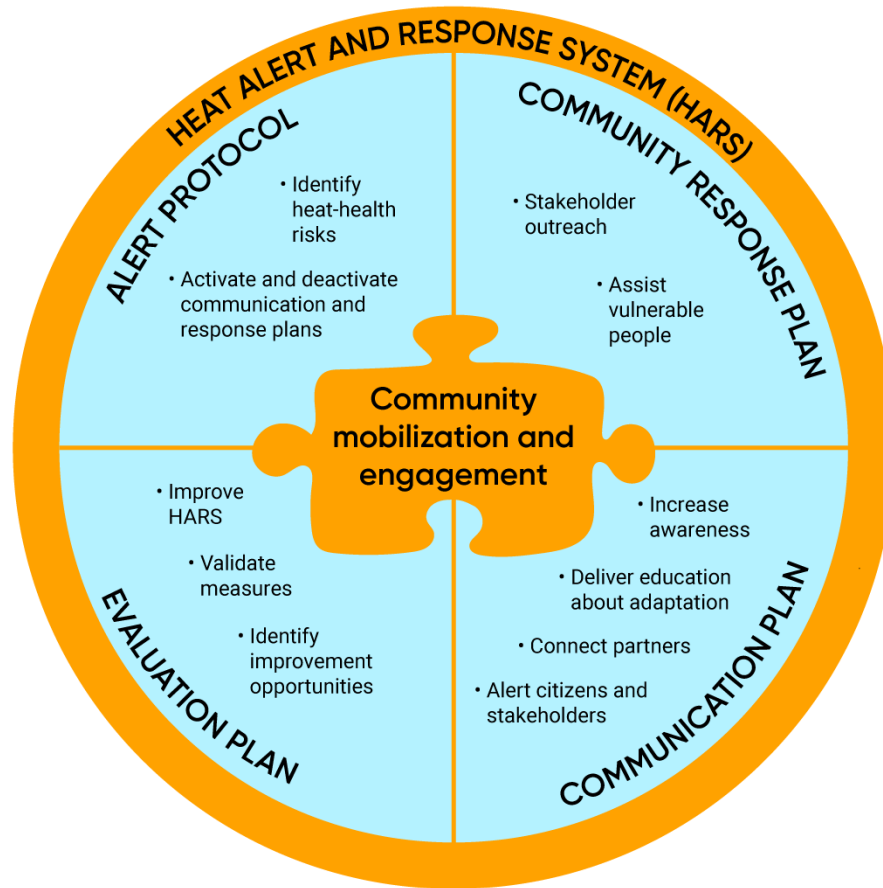 HEAT ALERT AND RESPONSE SYSTEM (HARS)
ALERT PROTOCOL
• Identify
heat-health
risks
• Activate and deactivate
communication and
response plans
COMMUNITY RESPONSE PLAN
• Stakeholder
outreach
• Assist
vulnerable
people
Community
mobilization and
engagement
• Improve
HARS
• Validate
measures
• Identify
improvement
opportunities
EVALUATION PLAN
• Increase
awareness
• Deliver education
about adaptation
• Connect partners
• Alert citizens and
stakeholders
COMMUNICATION PLAN